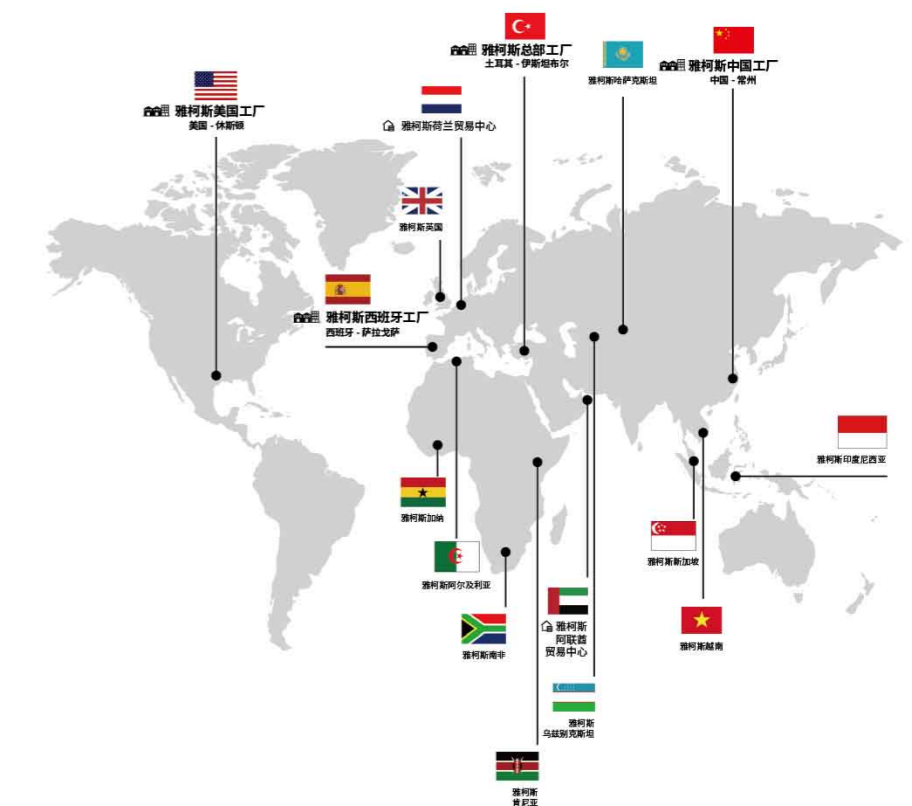 雅柯斯总部工厂
土耳其 - 伊斯坦布尔
雅柯斯哈萨克斯坦
雅柯斯中国工厂
中国 - 常州
雅柯斯美国工厂
美国 - 休斯顿
雅柯斯荷兰贸易中心
雅柯斯英国
雅柯斯西班牙工厂
西班牙 - 萨拉戈萨
雅柯斯印度尼西亚
雅柯斯加纳
雅柯斯阿尔及利亚
雅柯斯新加坡
雅柯斯南非
雅柯斯
阿联酋
贸易中心
雅柯斯越南
雅柯斯
乌兹别克斯坦
雅柯斯
肯尼亚